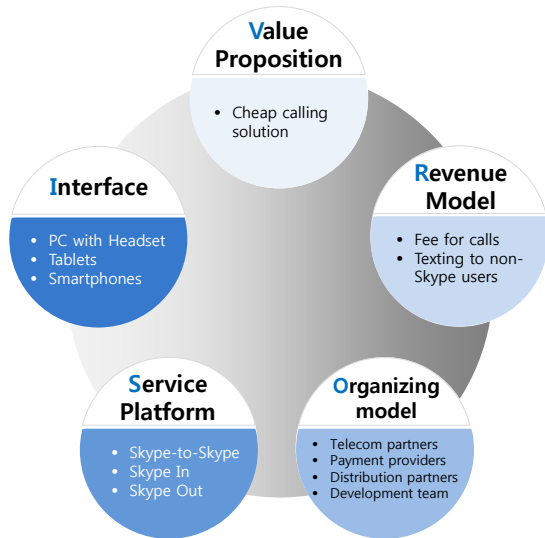 Value
Proposition
• Cheap calling
solution
Interface
• PC with Headset
• Tablets
• Smartphones
Revenue
Model
• Fee for calls
• Texting to non-
Skype users
Service
Platform
• Skype-to-Skype
• Skype In
• Skype Out
Organizing
model
• Telecom partners
• Payment providers
• Distribution partners
• Development team